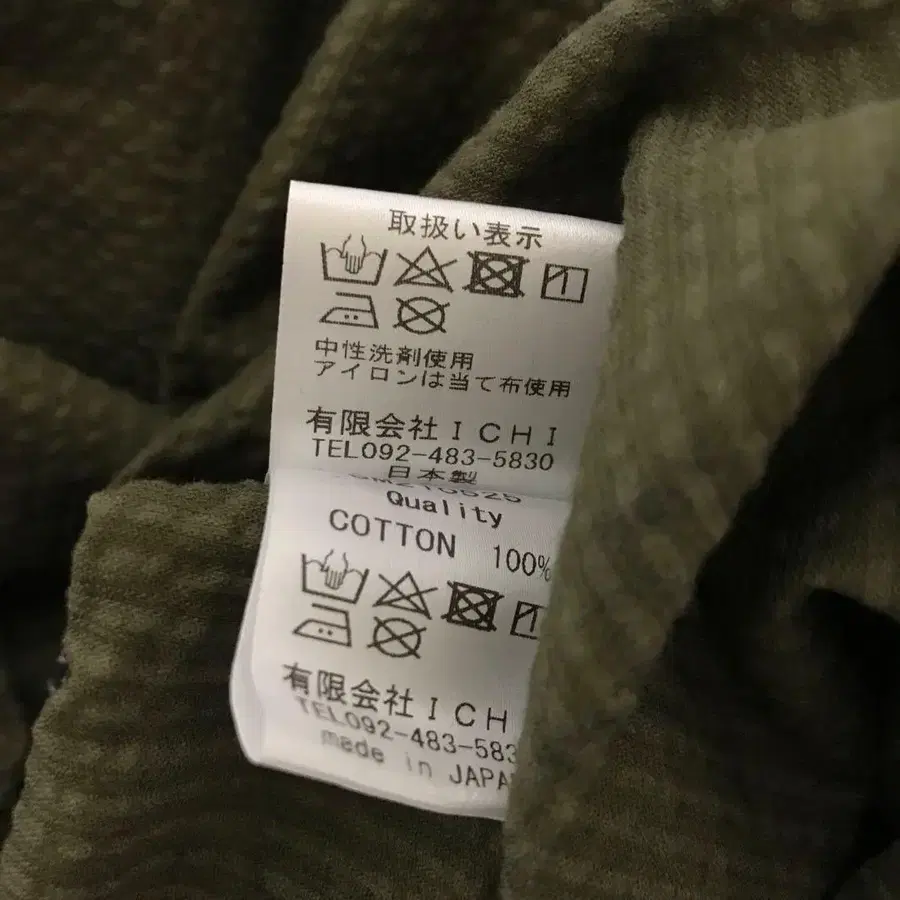 取扱い表示
中性洗剤使用
アイロンは当て布使用
有限会社ICHI
TEL092-483-5830
日本製
Quality
COTTON 100%
有限会社ICH
TEL092-483-583
made in JAPA